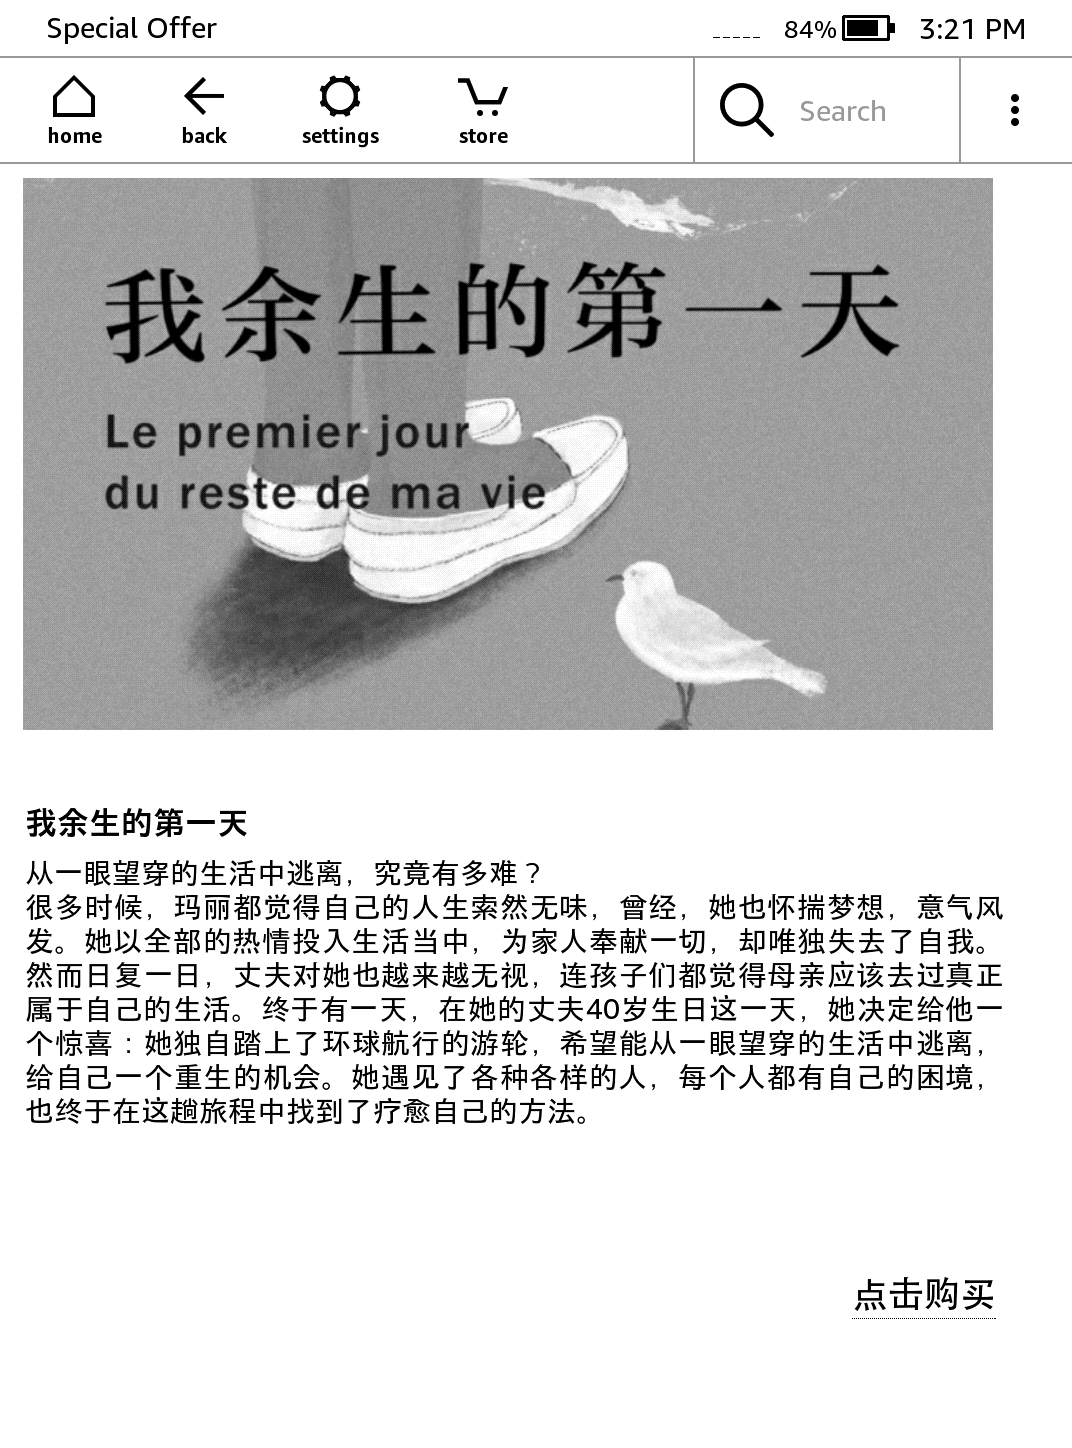 Special Offer
84% 3:21 PM
home back settings store Search
我余生的第一天
Le premier jour
du reste de ma vie
我余生的第一天
从一眼望穿的生活中逃离，究竟有多难？
很多时候，玛丽都觉得自己的人生索然无味，曾经，她也怀揣梦想，意气风
发。她以全部的热情投入生活当中，为家人奉献一切，却唯独失去了自我。
然而日复一日，丈夫对她也越来越无视，连孩子们都觉得母亲应该去过真正
属于自己的生活。终于有一天，在她的丈夫40岁生日这一天，她决定给他一
个惊喜：她独自踏上了环球航行的游轮，希望能从一眼望穿的生活中逃离，
给自己一个重生的机会。她遇见了各种各样的人，每个人都有自己的困境，
也终于在这趟旅程中找到了疗愈自己的方法。
点击购买